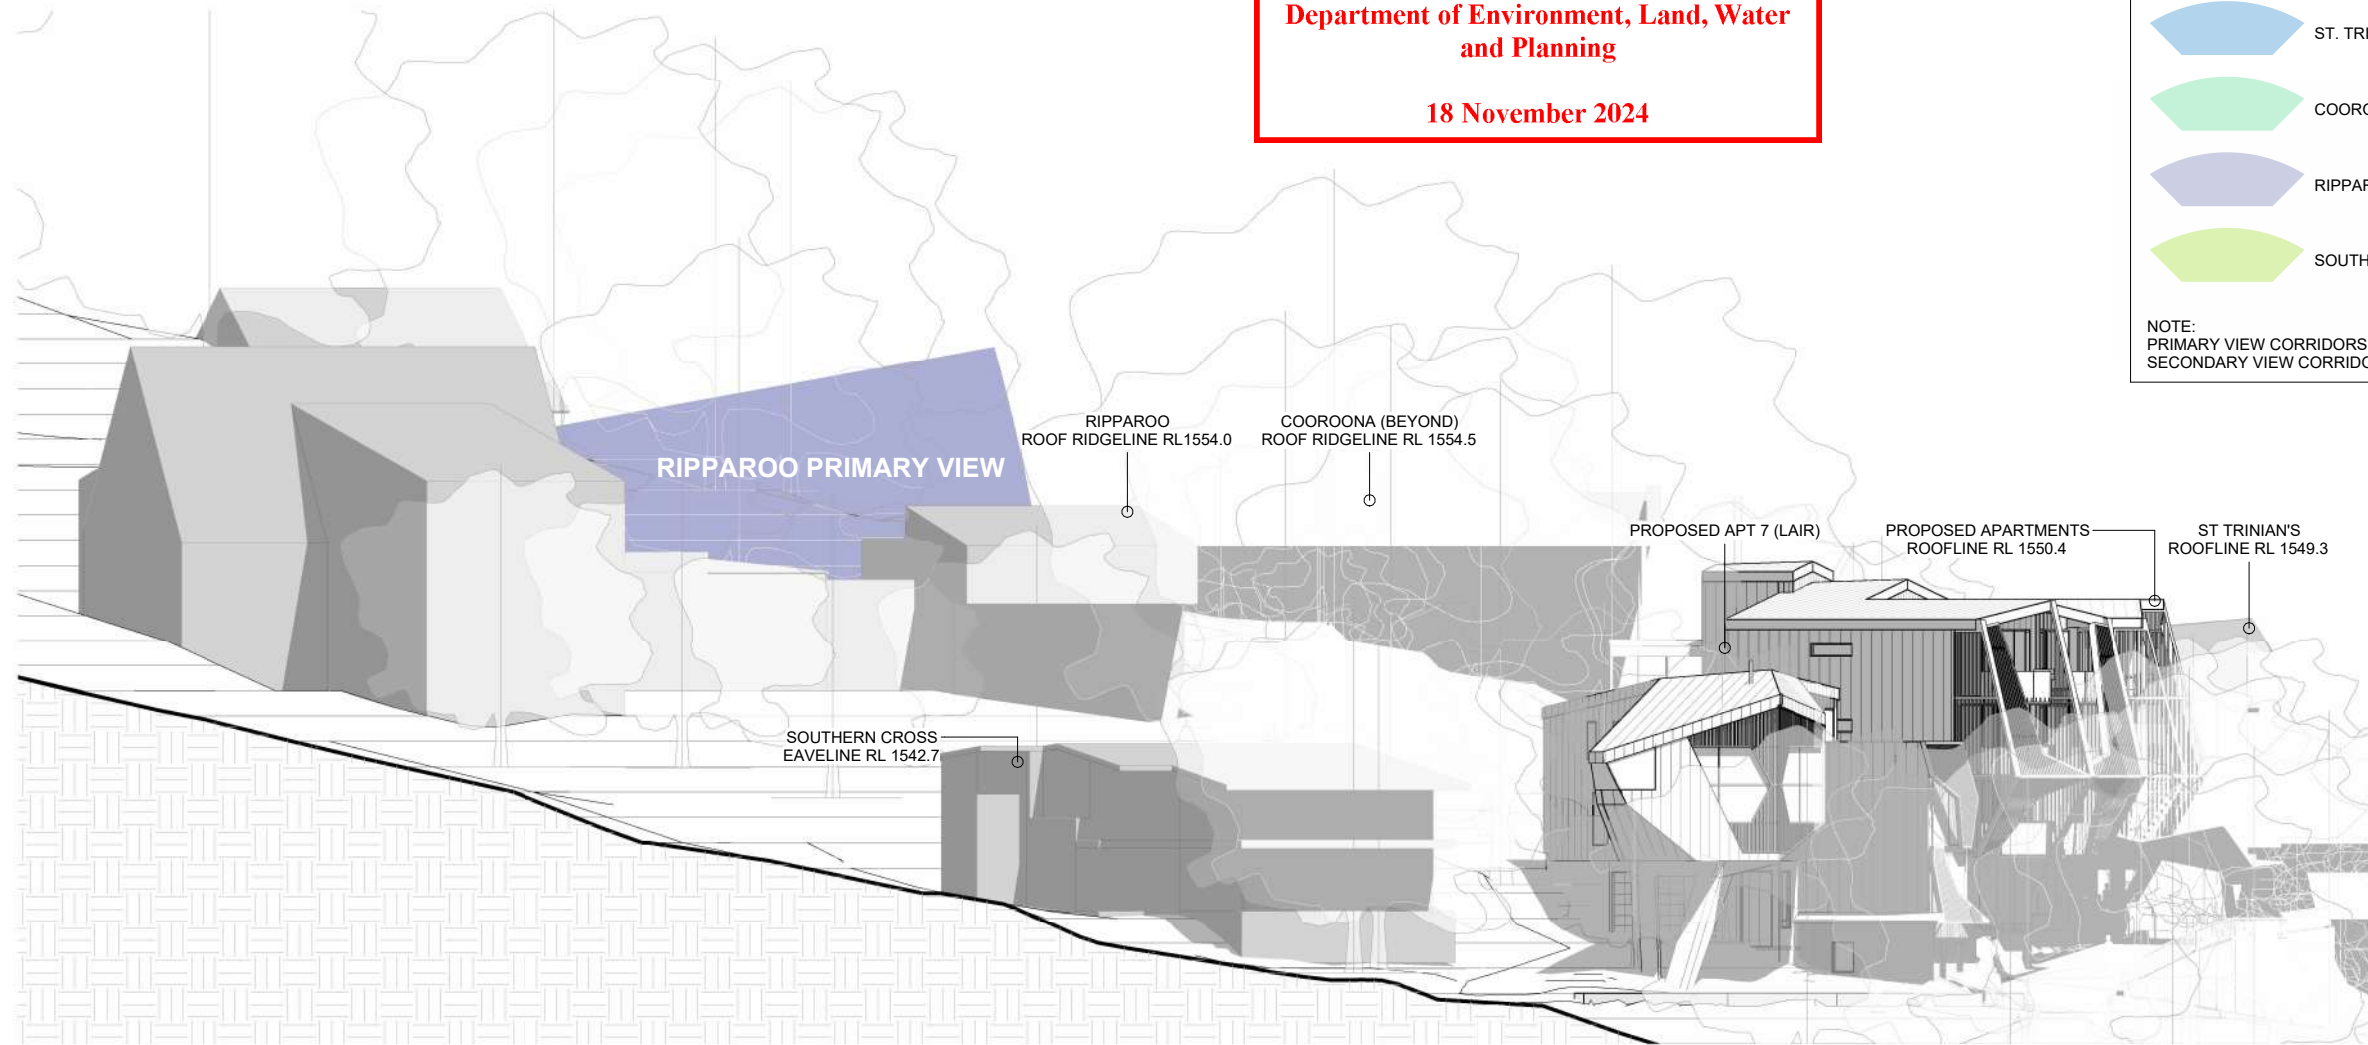 Department of Environment, Land, Water
and Planning
18 November 2024
ST. TRI
COORO
RIPPAR
SOUTH
NOTE:
PRIMARY VIEW CORRIDORS
SECONDARY VIEW CORRIDO
RIPPAROO
ROOF RIDGELINE RL1554.0
COOROONA (BEYOND)
ROOF RIDGELINE RL 1554.5
RIPPAROO PRIMARY VIEW
PROPOSED APT 7 (LAIR)
PROPOSED APARTMENTS
ROOFLINE RL 1550.4
ST TRINIAN'S
ROOFLINE RL 1549.3
SOUTHERN CROSS
EAVELINE RL 1542.7